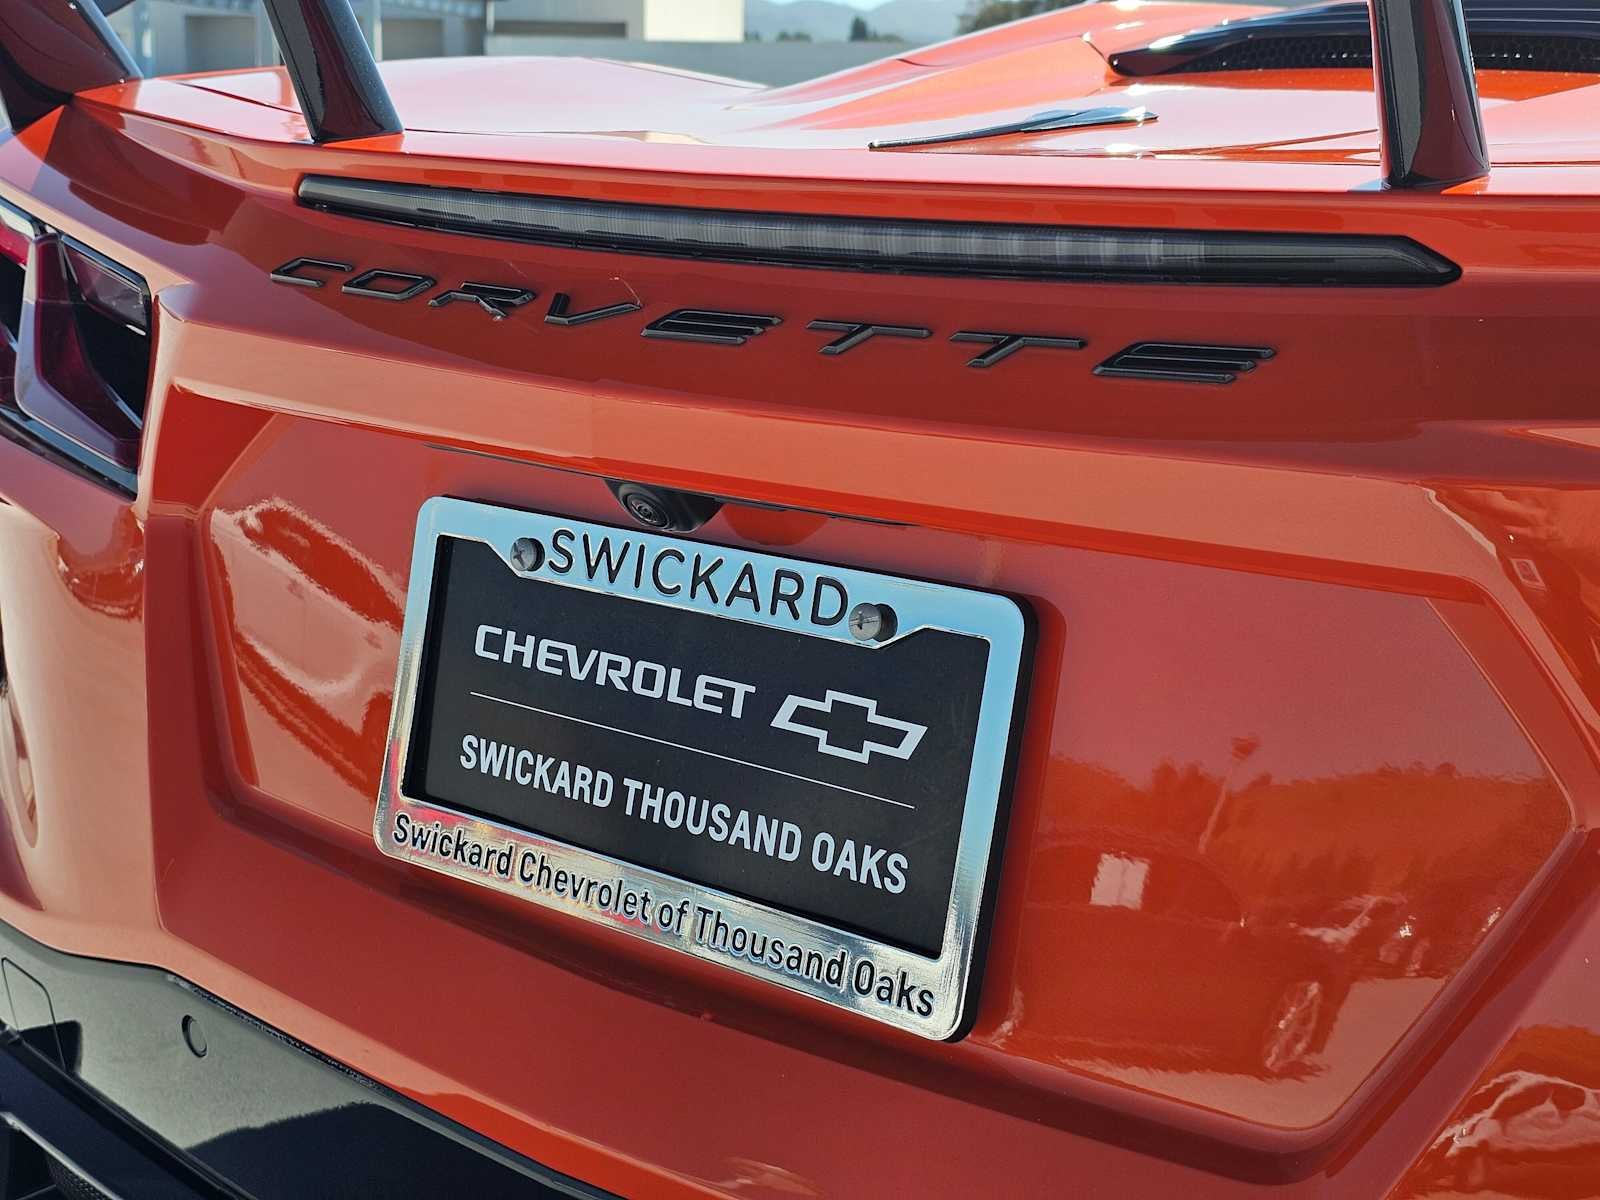 CORVETTE
SWICKARD
CHEVROLET
SWICKARD THOUSAND OAKS
Swickard Chevrolet of Thousand Oaks